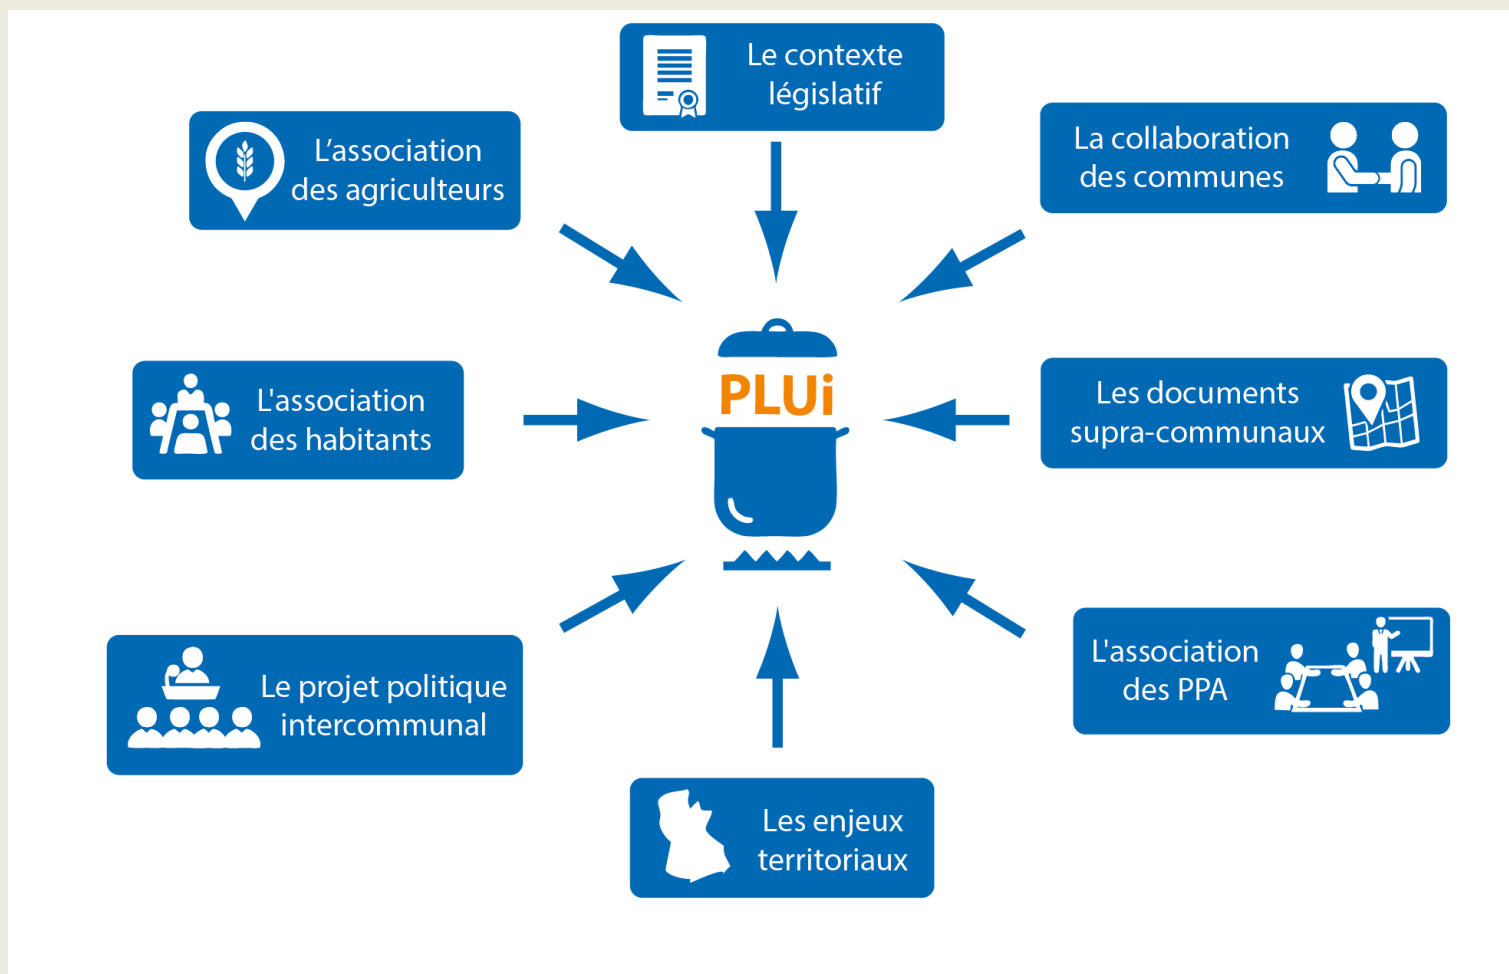 Le contexte
législatif
L’association
des agriculteurs
La collaboration
des communes
L'association
des habitants
PLUi
Les documents
supra-communaux
Le projet politique
intercommunal
L'association
des PPA
Les enjeux
territoriaux